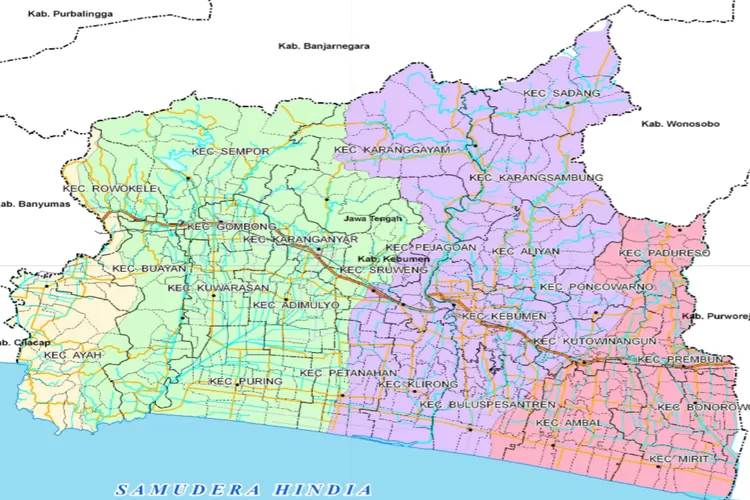 Kab. Purbalingga
Kab. Banjarnegara
KEC SADANG
Kab. Wonosobo
KEC SEMPOR
KEC KARANGGAYAM
KEC KARANGSAMBUNG
KEC ROWOKELE
ab. Banyumas
Jawa Tengah
KEC GOMBONG
KEC KARANGANYAR
KEC PEJAGOAN
KEC ALIYAN
KEC PADURESO
Kab. Kebumen
KEC BUAYAN
KEC SRUWENG
KEC KUWARASAN
KEC PONCOWARNO
KEC ADIMULYO
KEC KEBUMEN
Kab. Purworej
ab. Cilacap
KEC KUTOWINANGUN
KEC AYAH
KEC PREMBUN
KEC PETANAHAN
KEC PURING
KEC KLIRONG
KEC BULUSPESANTREN
KEC BONOROWO
KEC AMBAL
KEC MIRIT
SAMUDERA HINDIA